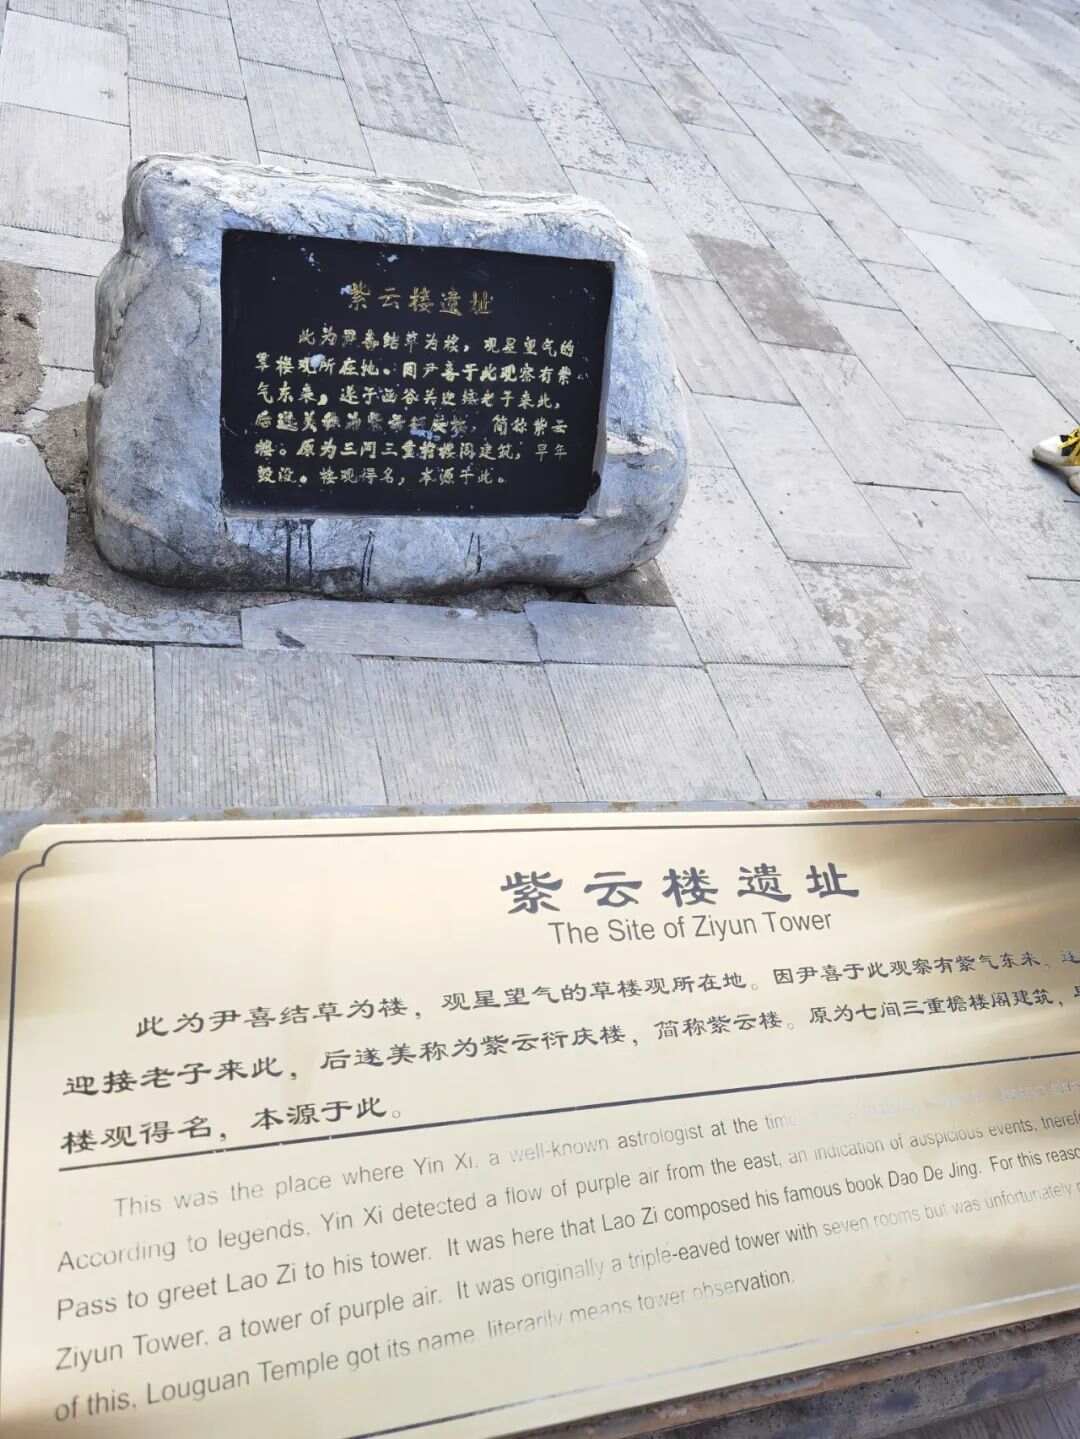 紫云楼遗址
此为尹喜结草为楼，观星望气的
草楼观所在地。因尹喜于此观察有紫
气东来，遂于函谷关迎接老子来此，
后遂美称为紫云衍庆楼，简称紫云
楼。原为三间三重檐楼阁建筑，早年
毁没。楼观得名，本源于此。
紫云楼遗址
The Site of Ziyun Tower
此为尹喜结草为楼，观星望气的草楼观所在地。因尹喜于此观察有紫气东来，
迎接老子来此，后遂美称为紫云衍庆楼，简称紫云楼。原为七间三重檐楼阁建筑，
楼观得名，本源于此。
This was the place where Yin Xi, a well-known astrologist at the time
According to legends, Yin Xi detected a flow of purple air from the east, an indication of auspicious events,
Pass to greet Lao Zi to his tower. It was here that Lao Zi composed his famous book Dao De Jing. For this
Ziyun Tower, a tower of purple air. It was originally a triple-eaved tower with seven rooms but was unfortunately
of this, Louguan Temple got its name, literarily means tower observation.